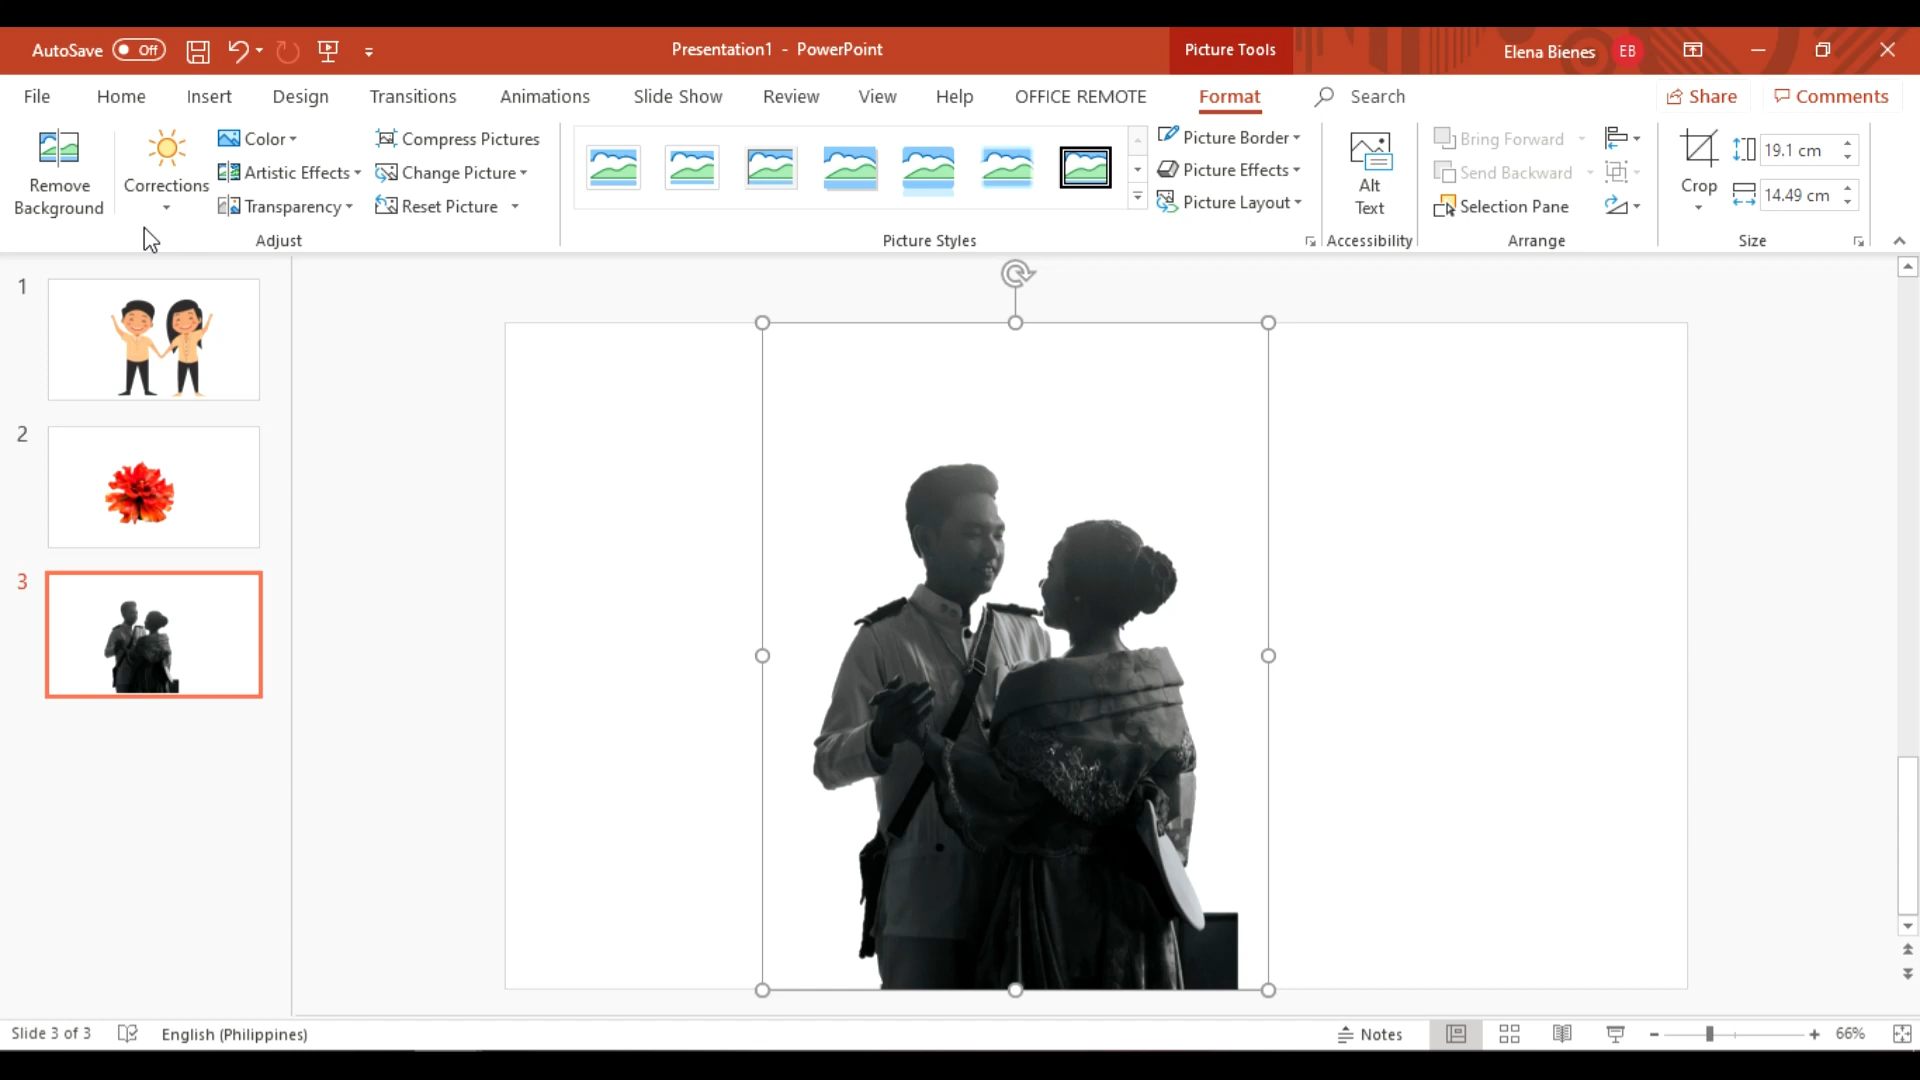 AutoSave Off Presentation1 - PowerPoint Picture Tools Elena Bienes EB
File Home Insert Design Transitions Animations Slide Show Review View Help OFFICE REMOTE Format Search Share Comments
Remove Background
Corrections
Color
Artistic Effects
Transparency
Compress Pictures
Change Picture
Reset Picture
Adjust
Picture Styles
Picture Border
Picture Effects
Picture Layout
Alt Text
Accessibility
Bring Forward
Send Backward
Selection Pane
Arrange
Crop
19.1 cm
14.49 cm
Size
1
2
3
Slide 3 of 3 English (Philippines) Notes 66%